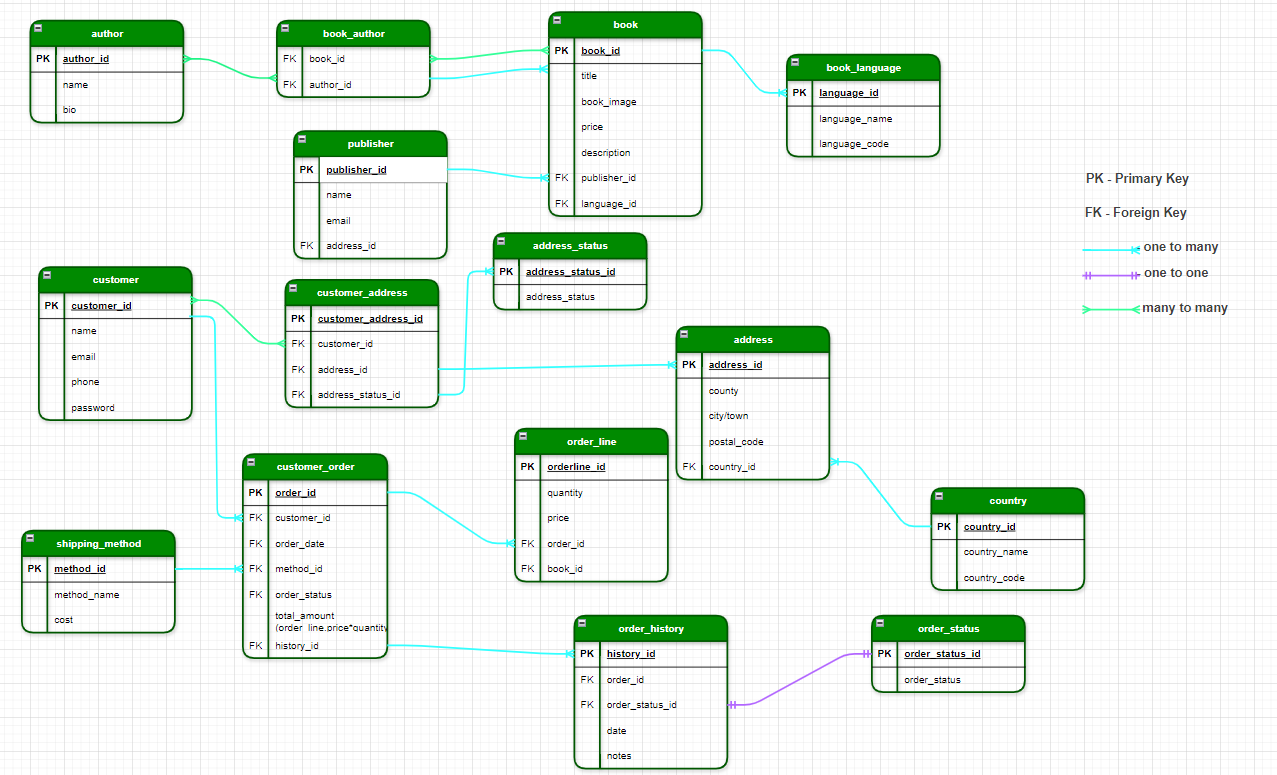 author
PK author_id
name
bio
book_author
FK book_id
FK author_id
book
PK book_id
title
book_image
price
description
FK publisher_id
FK language_id
book_language
PK language_id
language_name
language_code
publisher
PK publisher_id
name
email
FK address_id
PK - Primary Key
FK - Foreign Key
one to many
one to one
many to many
address_status
PK address_status_id
address_status
customer
PK customer_id
name
email
phone
password
customer_address
PK customer_address_id
FK customer_id
FK address_id
FK address_status_id
address
PK address_id
county
city/town
postal_code
FK country_id
order_line
PK orderline_id
quantity
price
FK order_id
FK book_id
customer_order
PK order_id
FK customer_id
FK order_date
FK method_id
FK order_status
total_amount
(order_line.price*quantity
FK history_id
country
PK country_id
country_name
country_code
shipping_method
PK method_id
method_name
cost
order_history
PK history_id
FK order_id
FK order_status_id
date
notes
order_status
PK order_status_id
order_status